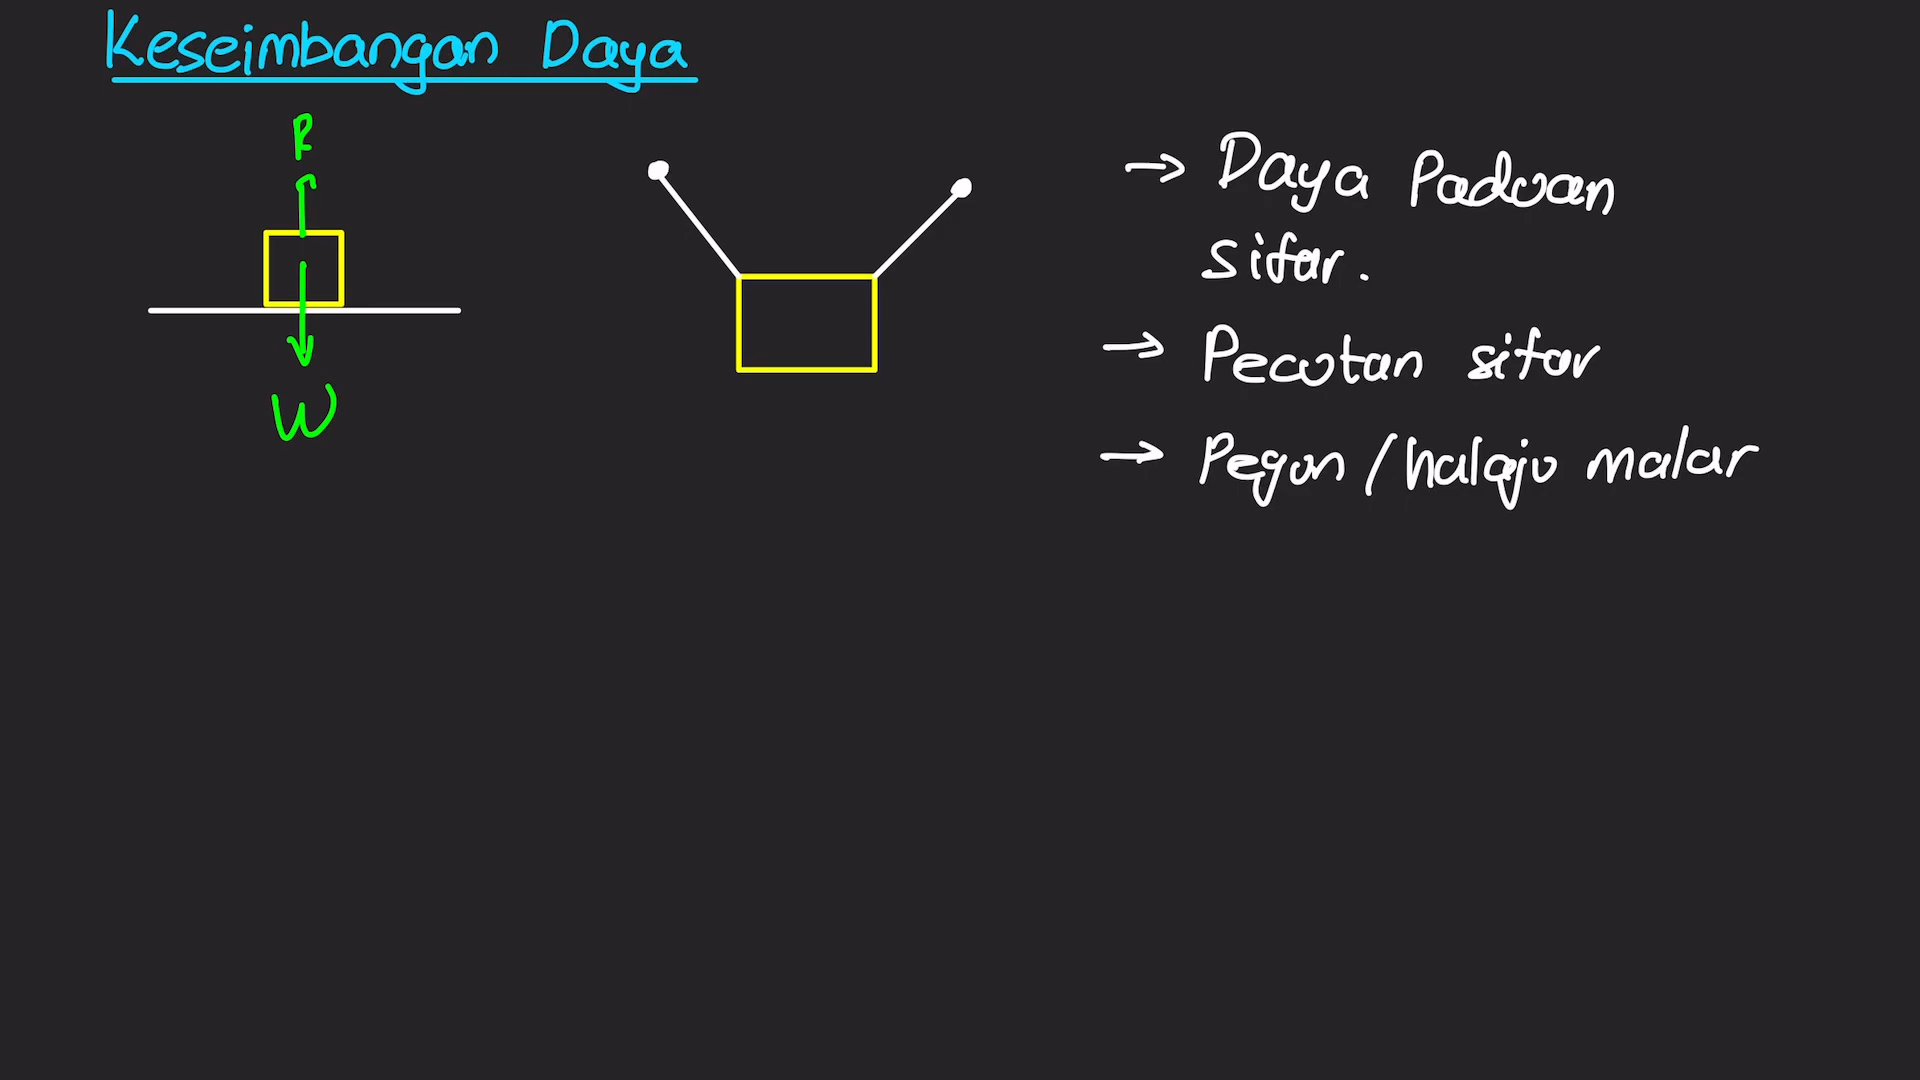 Keseimbangan Daya
R
W
→ Daya Paduan
sifar.
→ Pecutan sifar
→ Pegun / halaju malar